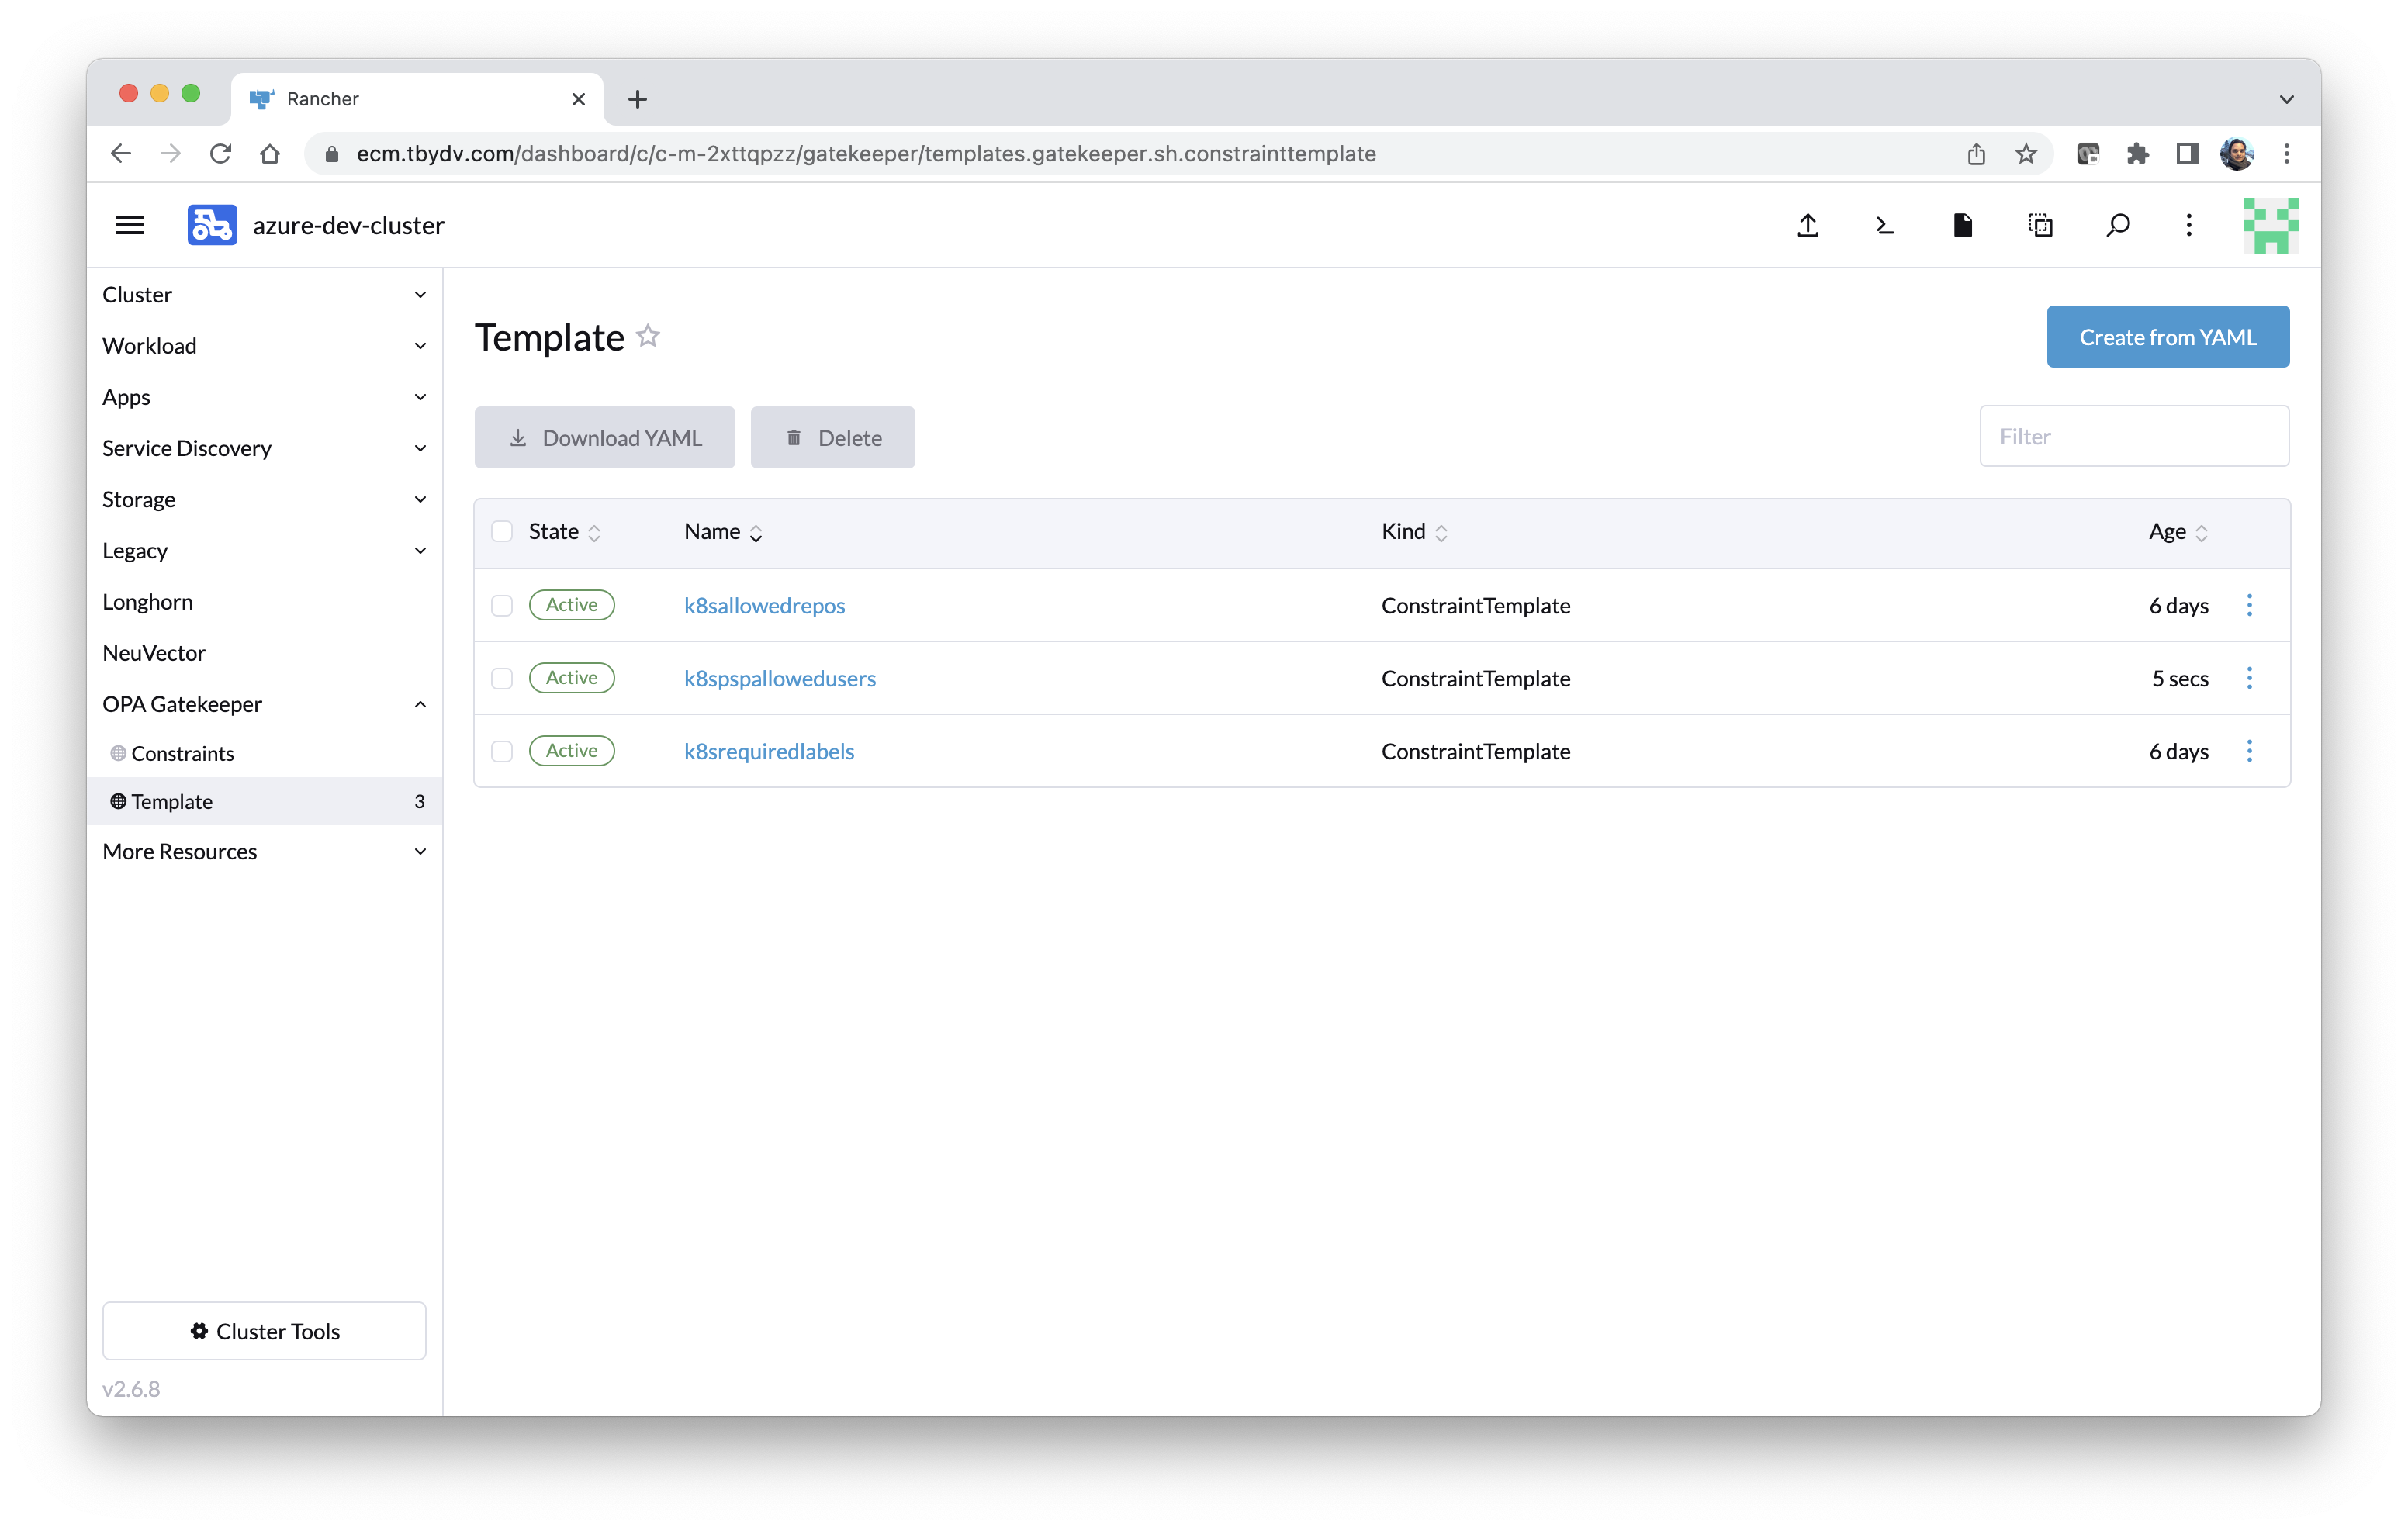 Rancher
ecm.tbydv.com/dashboard/c/c-m-2xttqpzz/gatekeeper/templates.gatekeeper.sh.constrainttemplate
azure-dev-cluster
Cluster
Workload
Apps
Service Discovery
Storage
Legacy
Longhorn
NeuVector
OPA Gatekeeper
Constraints
Template 3
More Resources
Cluster Tools
v2.6.8
Template
Create from YAML
Download YAML
Delete
Filter
State Name Kind Age
Active k8sallowedrepos ConstraintTemplate 6 days
Active k8spspallowedusers ConstraintTemplate 5 secs
Active k8srequiredlabels ConstraintTemplate 6 days